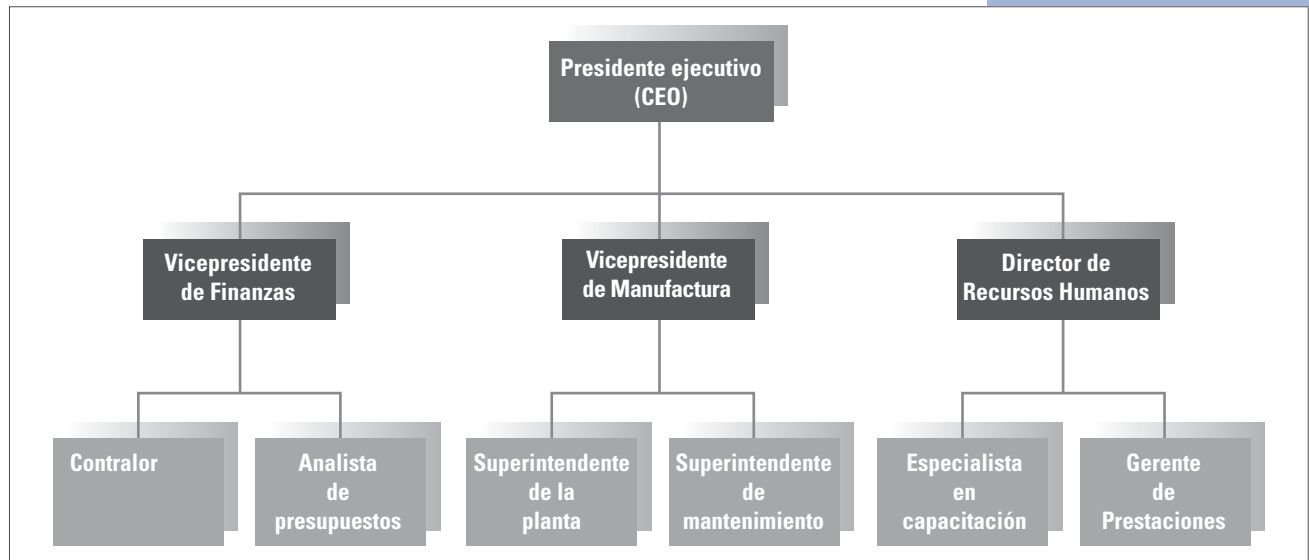 Presidente ejecutivo
(CEO)
Vicepresidente
de Finanzas
Vicepresidente
de Manufactura
Director de
Recursos Humanos
Contralor
Analista
de
presupuestos
Superintendente
de la
planta
Superintendente
de
mantenimiento
Especialista
en
capacitación
Gerente
de
Prestaciones